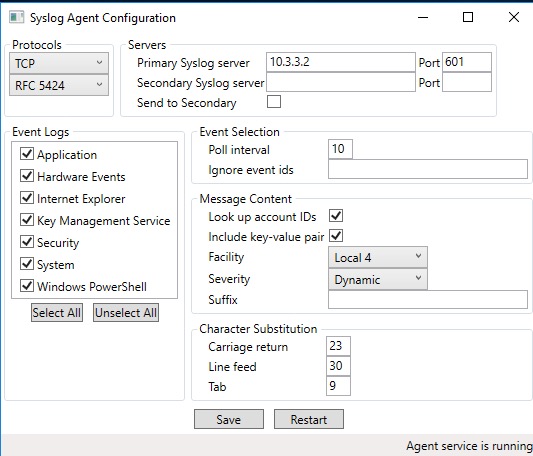 Syslog Agent Configuration
Protocols
TCP
RFC 5424
Servers
Primary Syslog server 10.3.3.2 Port 601
Secondary Syslog server Port
Send to Secondary
Event Logs
Application
Hardware Events
Internet Explorer
Key Management Service
Security
System
Windows PowerShell
Select All Unselect All
Event Selection
Poll interval 10
Ignore event ids
Message Content
Look up account IDs
Include key-value pair
Facility Local 4
Severity Dynamic
Suffix
Character Substitution
Carriage return 23
Line feed 30
Tab 9
Save Restart
Agent service is running